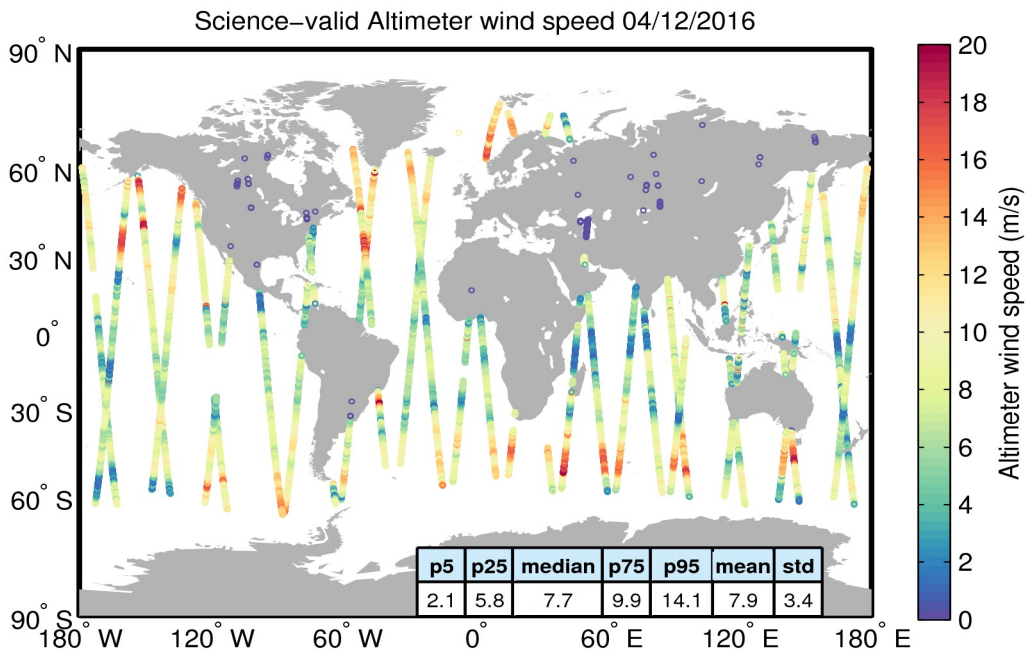 Science−valid Altimeter wind speed 04/12/2016
90° N
60° N
30° N
0°
30° S
60° S
90° S
180° W
120° W
60° W
0°
60° E
120° E
180° E
p5 p25 median p75 p95 mean std
2.1 5.8 7.7 9.9 14.1 7.9 3.4
20
18
16
14
12
10
8
6
4
2
0
Altimeter wind speed (m/s)